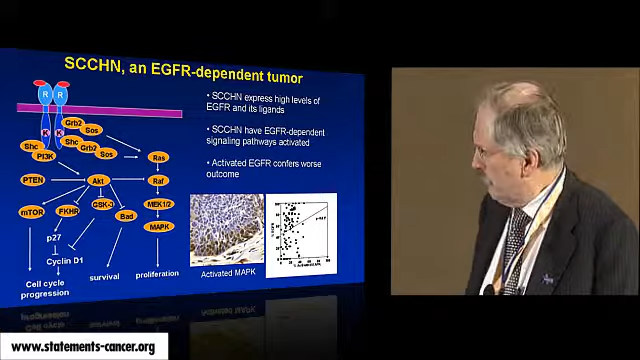 SCCHN, an EGFR-dependent tumor
• SCCHN express high levels of
EGFR and its ligands
• SCCHN have EGFR-dependent
signaling pathways activated
• Activated EGFR confers worse
outcome
R R
K K
Grb2
Sos
Shc
Grb2
Sos
Shc
PI3K
Ras
PTEN
Akt
Raf
mTOR
FKHR
GSK-3
Bad
MEK1/2
MAPK
p27
Cyclin D1
Cell cycle
progression
survival
proliferation
Activated MAPK
www.statements-cancer.org